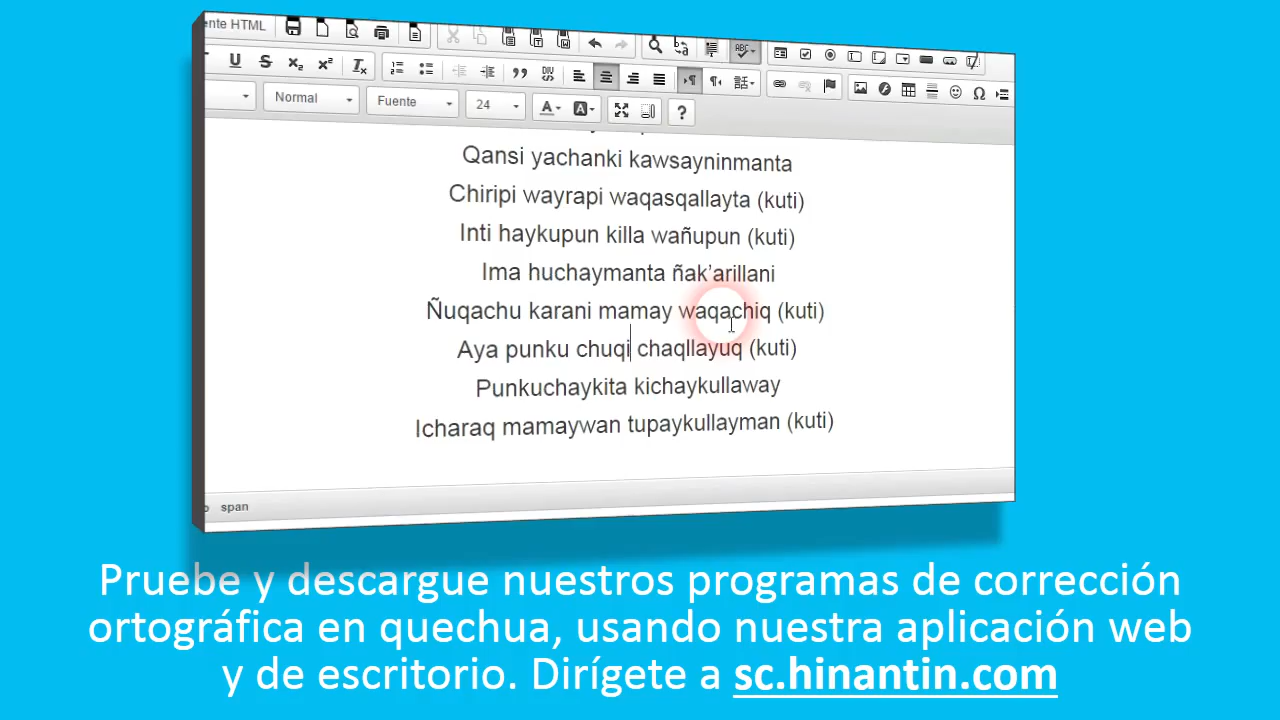 ente HTML
Normal Fuente 24
Qansi yachanki kawsayninmanta
Chiripi wayrapi waqasqallayta (kuti)
Inti haykupun killa wañupun (kuti)
Ima huchaymanta ñak'arillani
Ñuqachu karani mamay waqachiq (kuti)
Aya punku chuqi chaqllayuq (kuti)
Punkuchaykita kichaykullaway
Icharaq mamaywan tupaykullayman (kuti)
span
Pruebe y descargue nuestros programas de corrección
ortográfica en quechua, usando nuestra aplicación web
y de escritorio. Dirígete a sc.hinantin.com